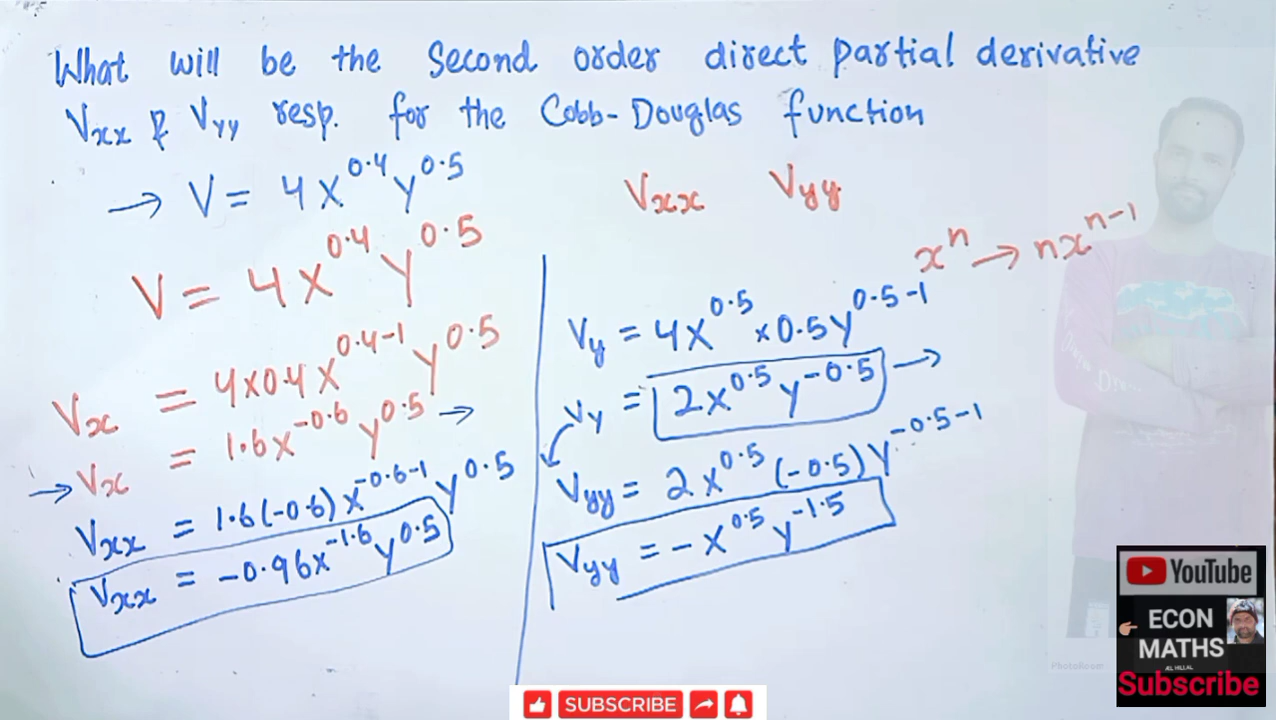 What will be the Second order direct partial derivative
Vxx & Vyy resp. for the Cobb-Douglas function
→ V = 4x^0.4 y^0.5
Vxx Vyy
x^n → nx^n-1
V = 4x^0.4 y^0.5
Vx = 4×0.4x^0.4-1 y^0.5
→ Vx = 1.6x^-0.6 y^0.5 →
Vxx = 1.6(-0.6)x^-0.6-1 y^0.5
Vxx = -0.96x^-1.6 y^0.5
Vy = 4x^0.5 × 0.5y^0.5-1
Vy = 2x^0.5 y^-0.5 →
Vyy = 2x^0.5 (-0.5)y^-0.5-1
Vyy = -x^0.5 y^-1.5
YouTube
ECON
MATHS
Subscribe
SUBSCRIBE